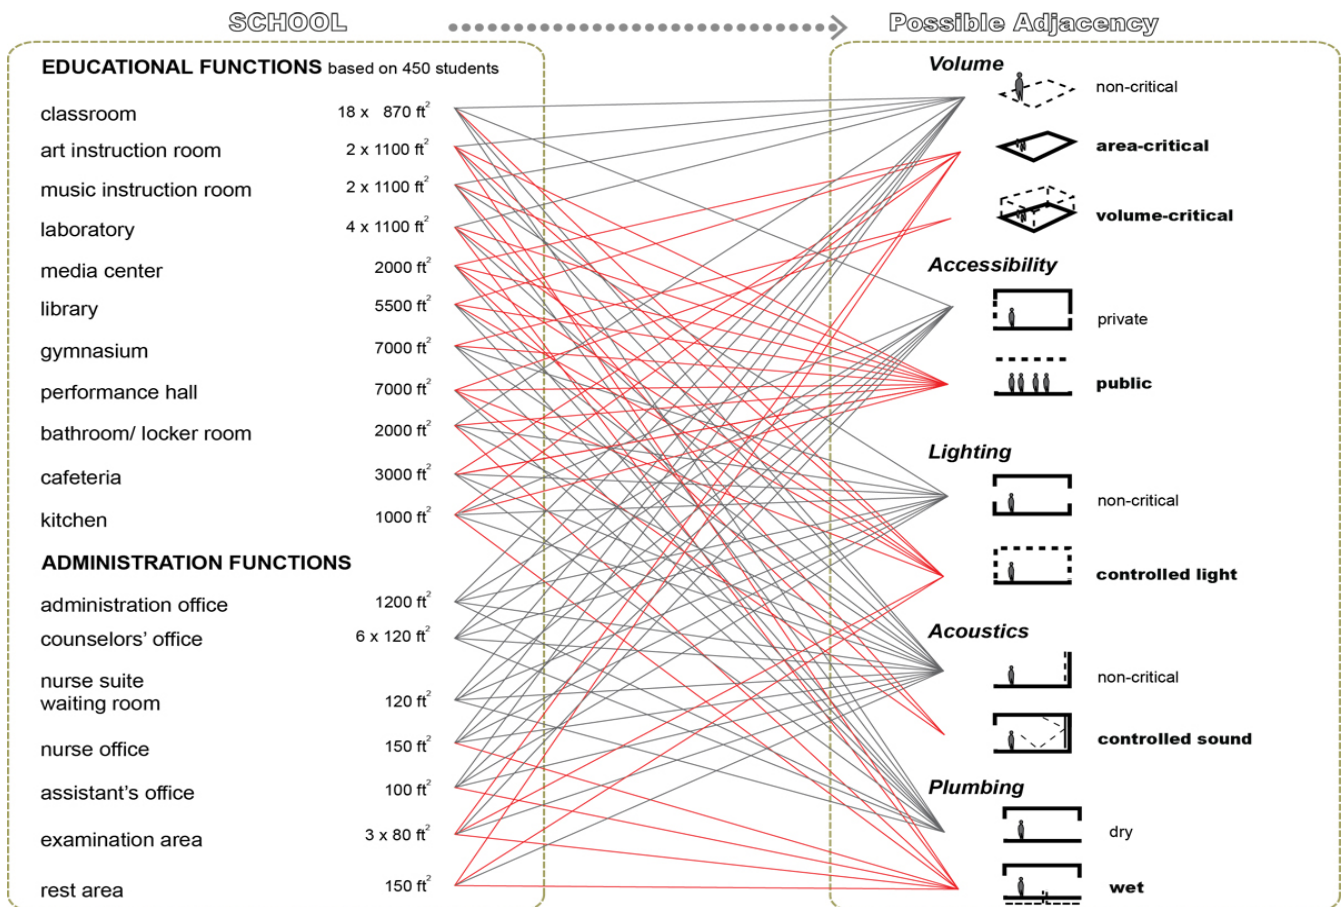 SCHOOL
Possible Adjacency
EDUCATIONAL FUNCTIONS based on 450 students
classroom 18 x 870 ft²
art instruction room 2 x 1100 ft²
music instruction room 2 x 1100 ft²
laboratory 4 x 1100 ft²
media center 2000 ft²
library 5500 ft²
gymnasium 7000 ft²
performance hall 7000 ft²
bathroom/ locker room 2000 ft²
cafeteria 3000 ft²
kitchen 1000 ft²
ADMINISTRATION FUNCTIONS
administration office 1200 ft²
counselors' office 6 x 120 ft²
nurse suite
waiting room 120 ft²
nurse office 150 ft²
assistant's office 100 ft²
examination area 3 x 80 ft²
rest area 150 ft²
Volume
non-critical
area-critical
volume-critical
Accessibility
private
public
Lighting
non-critical
controlled light
Acoustics
non-critical
controlled sound
Plumbing
dry
wet